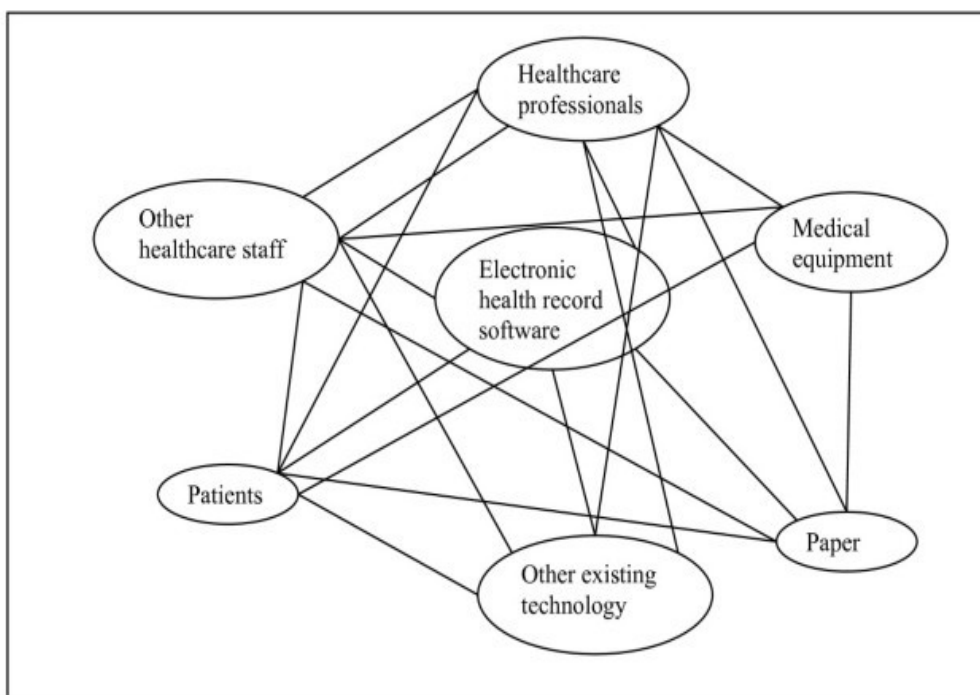 Healthcare
professionals
Other
healthcare staff
Medical
equipment
Electronic
health record
software
Patients
Paper
Other existing
technology